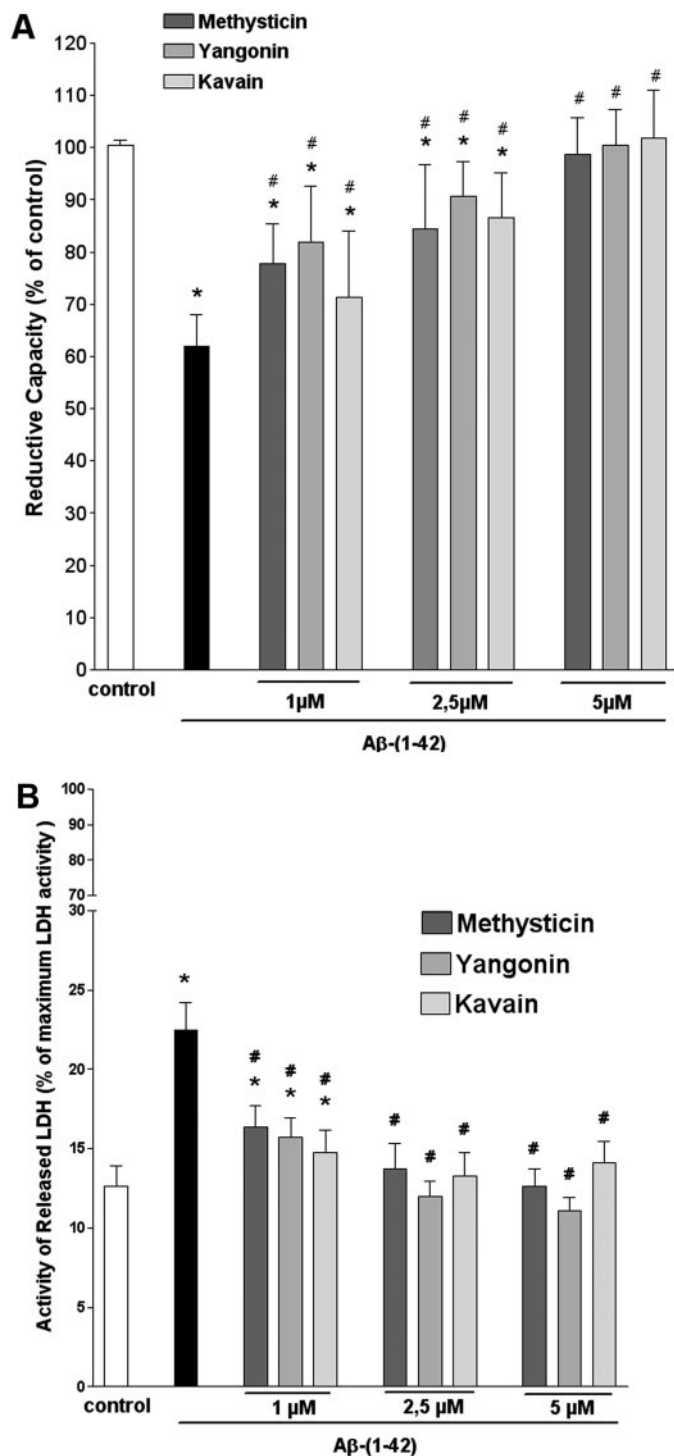 A
Methysticin
Yangonin
Kavain
Reductive Capacity (% of control)
120
110
100
90
80
70
60
50
40
30
20
10
0
*
# *
# *
# *
# *
# *
# *
#
#
#
control
1µM
2,5µM
5µM
Aβ-(1-42)
B
Activity of Released LDH (% of maximum LDH activity )
100
90
80
70
30
25
20
15
10
5
0
Methysticin
Yangonin
Kavain
*
# *
# *
# *
#
#
#
#
#
#
control
1 µM
2,5 µM
5 µM
Aβ-(1-42)